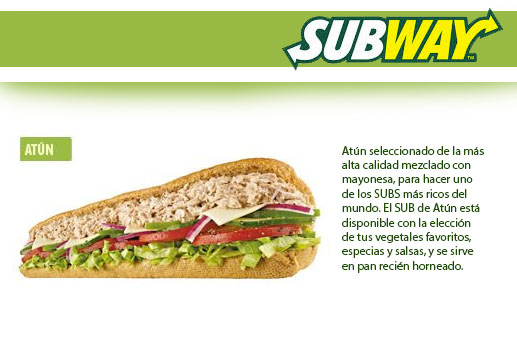 SUBWAY
TM
ATÚN
Atún seleccionado de la más
alta calidad mezclado con
mayonesa, para hacer uno
de los SUBS más ricos del
mundo. El SUB de Atún está
disponible con la elección
de tus vegetales favoritos,
especias y salsas, y se sirve
en pan recién horneado.